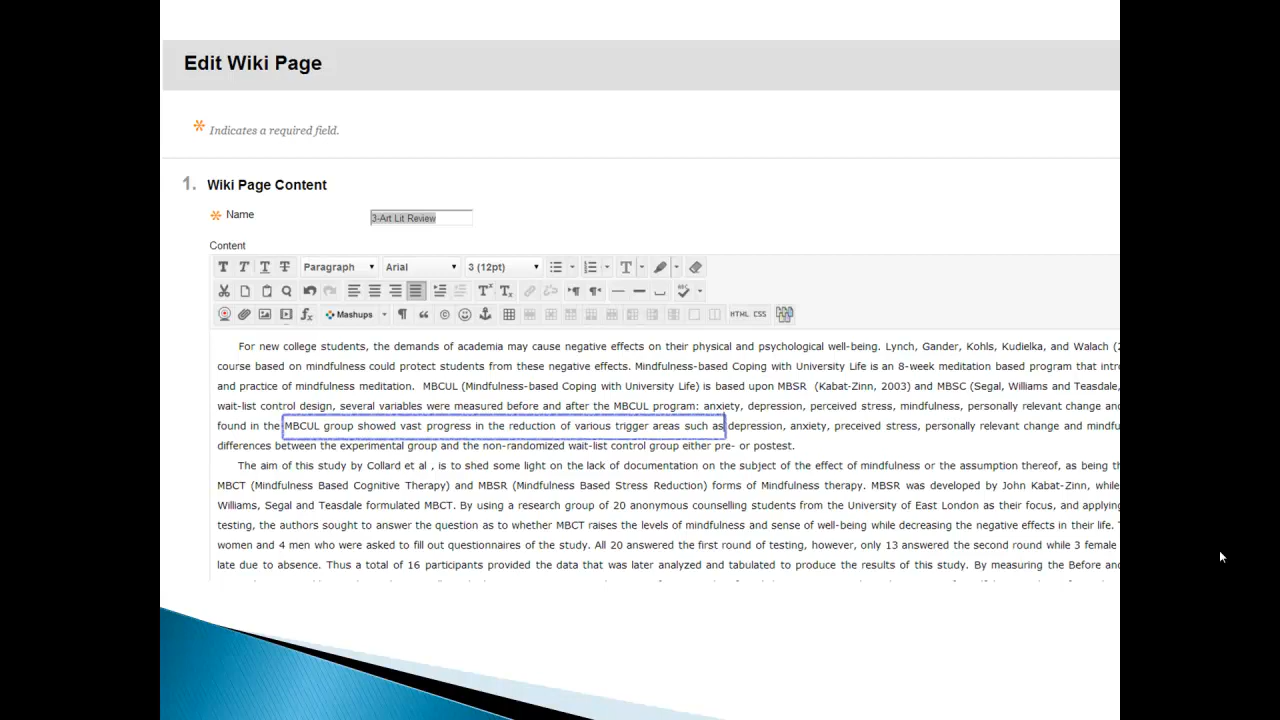 Edit Wiki Page
Indicates a required field.
1. Wiki Page Content
Name
3-Art Lit Review
Content
Paragraph Arial 3 (12pt)
Mashups HTML CSS
For new college students, the demands of academia may cause negative effects on their physical and psychological well-being. Lynch, Gander, Kohls, Kudielka, and Walach (2
course based on mindfulness could protect students from these negative effects. Mindfulness-based Coping with University Life is an 8-week meditation based program that intro
and practice of mindfulness meditation. MBCUL (Mindfulness-based Coping with University Life) is based upon MBSR (Kabat-Zinn, 2003) and MBSC (Segal, Williams and Teasdale,
wait-list control design, several variables were measured before and after the MBCUL program: anxiety, depression, perceived stress, mindfulness, personally relevant change and
found in the MBCUL group showed vast progress in the reduction of various trigger areas such as depression, anxiety, preceived stress, personally relevant change and mindfu
differences between the experimental group and the non-randomized wait-list control group either pre- or postest.
The aim of this study by Collard et al , is to shed some light on the lack of documentation on the subject of the effect of mindfulness or the assumption thereof, as being th
MBCT (Mindfulness Based Cognitive Therapy) and MBSR (Mindfulness Based Stress Reduction) forms of Mindfulness therapy. MBSR was developed by John Kabat-Zinn, while
Williams, Segal and Teasdale formulated MBCT. By using a research group of 20 anonymous counselling students from the University of East London as their focus, and applying
testing, the authors sought to answer the question as to whether MBCT raises the levels of mindfulness and sense of well-being while decreasing the negative effects in their life.
women and 4 men who were asked to fill out questionnaires of the study. All 20 answered the first round of testing, however, only 13 answered the second round while 3 female
late due to absence. Thus a total of 16 participants provided the data that was later analyzed and tabulated to produce the results of this study. By measuring the Before and